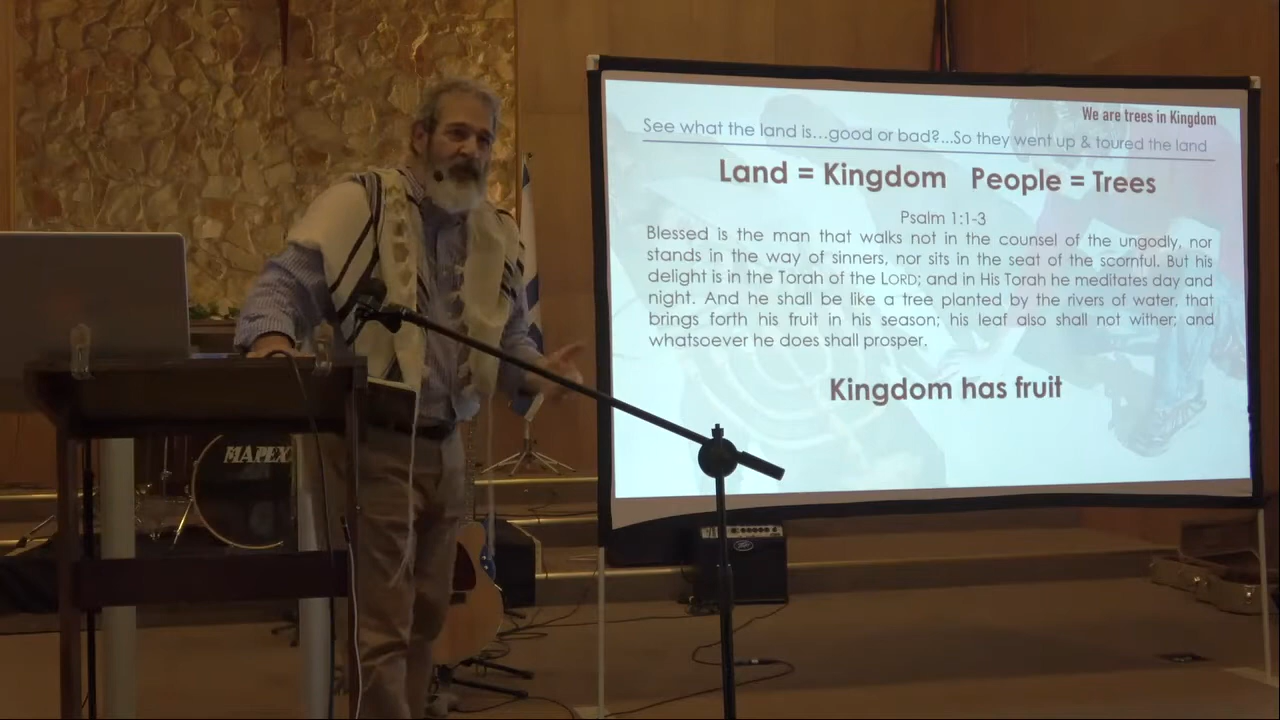 We are trees in Kingdom
See what the land is...good or bad?...So they went up & toured the land
Land = Kingdom People = Trees
Psalm 1:1-3
Blessed is the man that walks not in the counsel of the ungodly, nor
stands in the way of sinners, nor sits in the seat of the scornful. But his
delight is in the Torah of the LORD; and in His Torah he meditates day and
night. And he shall be like a tree planted by the rivers of water, that
brings forth his fruit in his season; his leaf also shall not wither; and
whatsoever he does shall prosper.
Kingdom has fruit
MAPEX